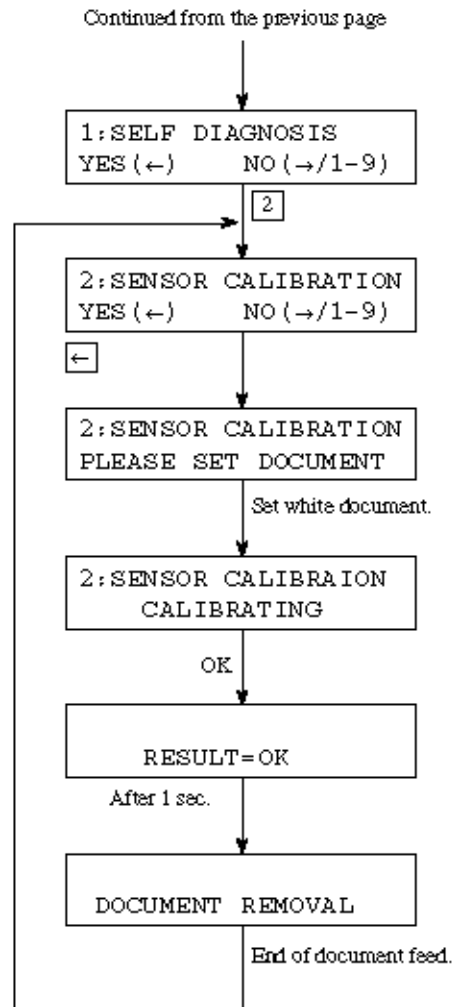 Continued from the previous page
1:SELF DIAGNOSIS
YES(←) NO(→/1-9)
2
2:SENSOR CALIBRATION
YES(←) NO(→/1-9)
←
2:SENSOR CALIBRATION
PLEASE SET DOCUMENT
Set white document.
2:SENSOR CALIBRAION
CALIBRATING
OK
RESULT=OK
After 1 sec.
DOCUMENT REMOVAL
End of document feed.